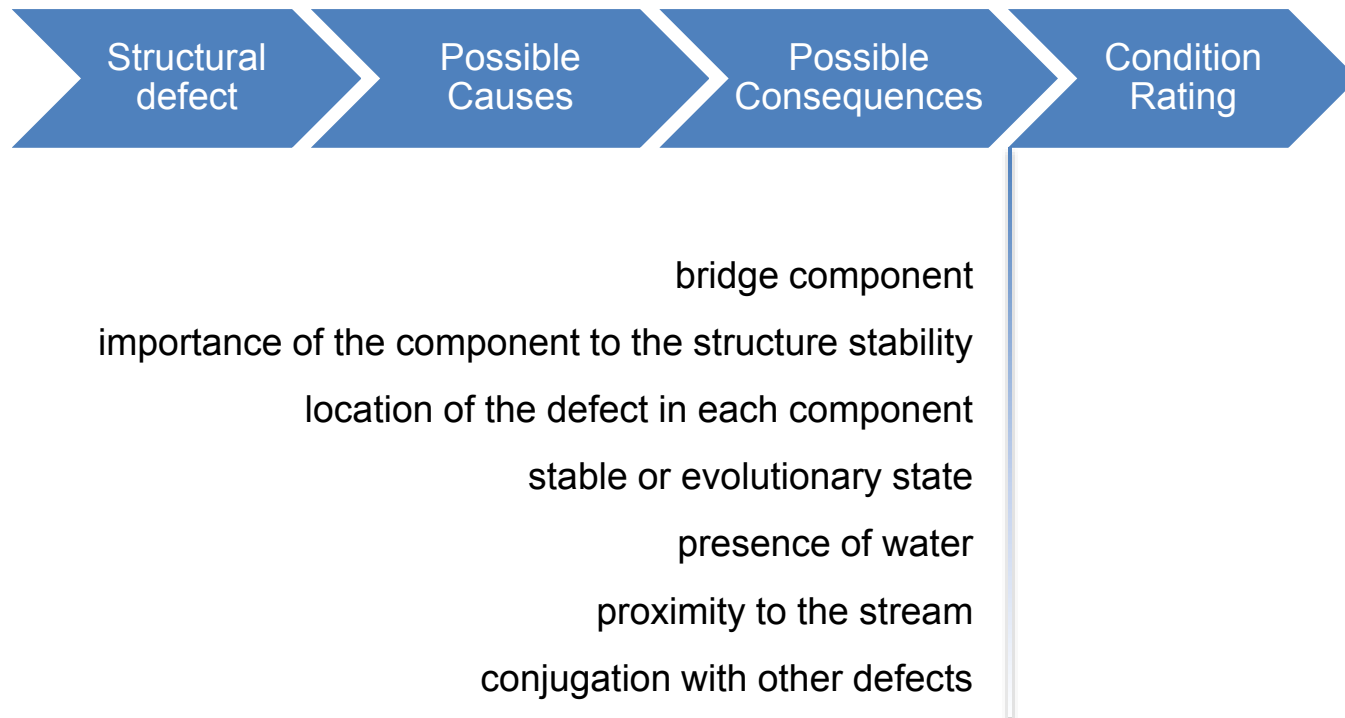 Structural
defect
Possible
Causes
Possible
Consequences
Condition
Rating
bridge component
importance of the component to the structure stability
location of the defect in each component
stable or evolutionary state
presence of water
proximity to the stream
conjugation with other defects